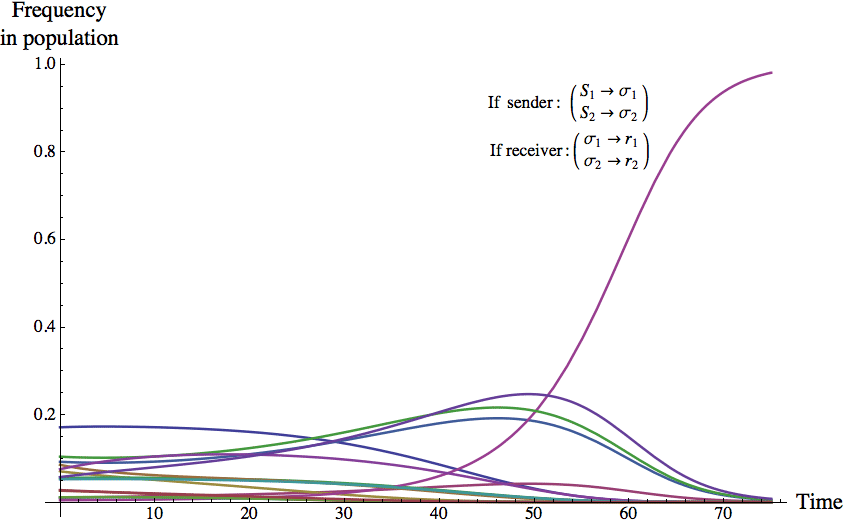 Frequency
in population
1.0
If sender: (S₁ → σ₁
S₂ → σ₂)
0.8
If receiver: (σ₁ → r₁
σ₂ → r₂)
0.6
0.4
0.2
10 20 30 40 50 60 70 Time